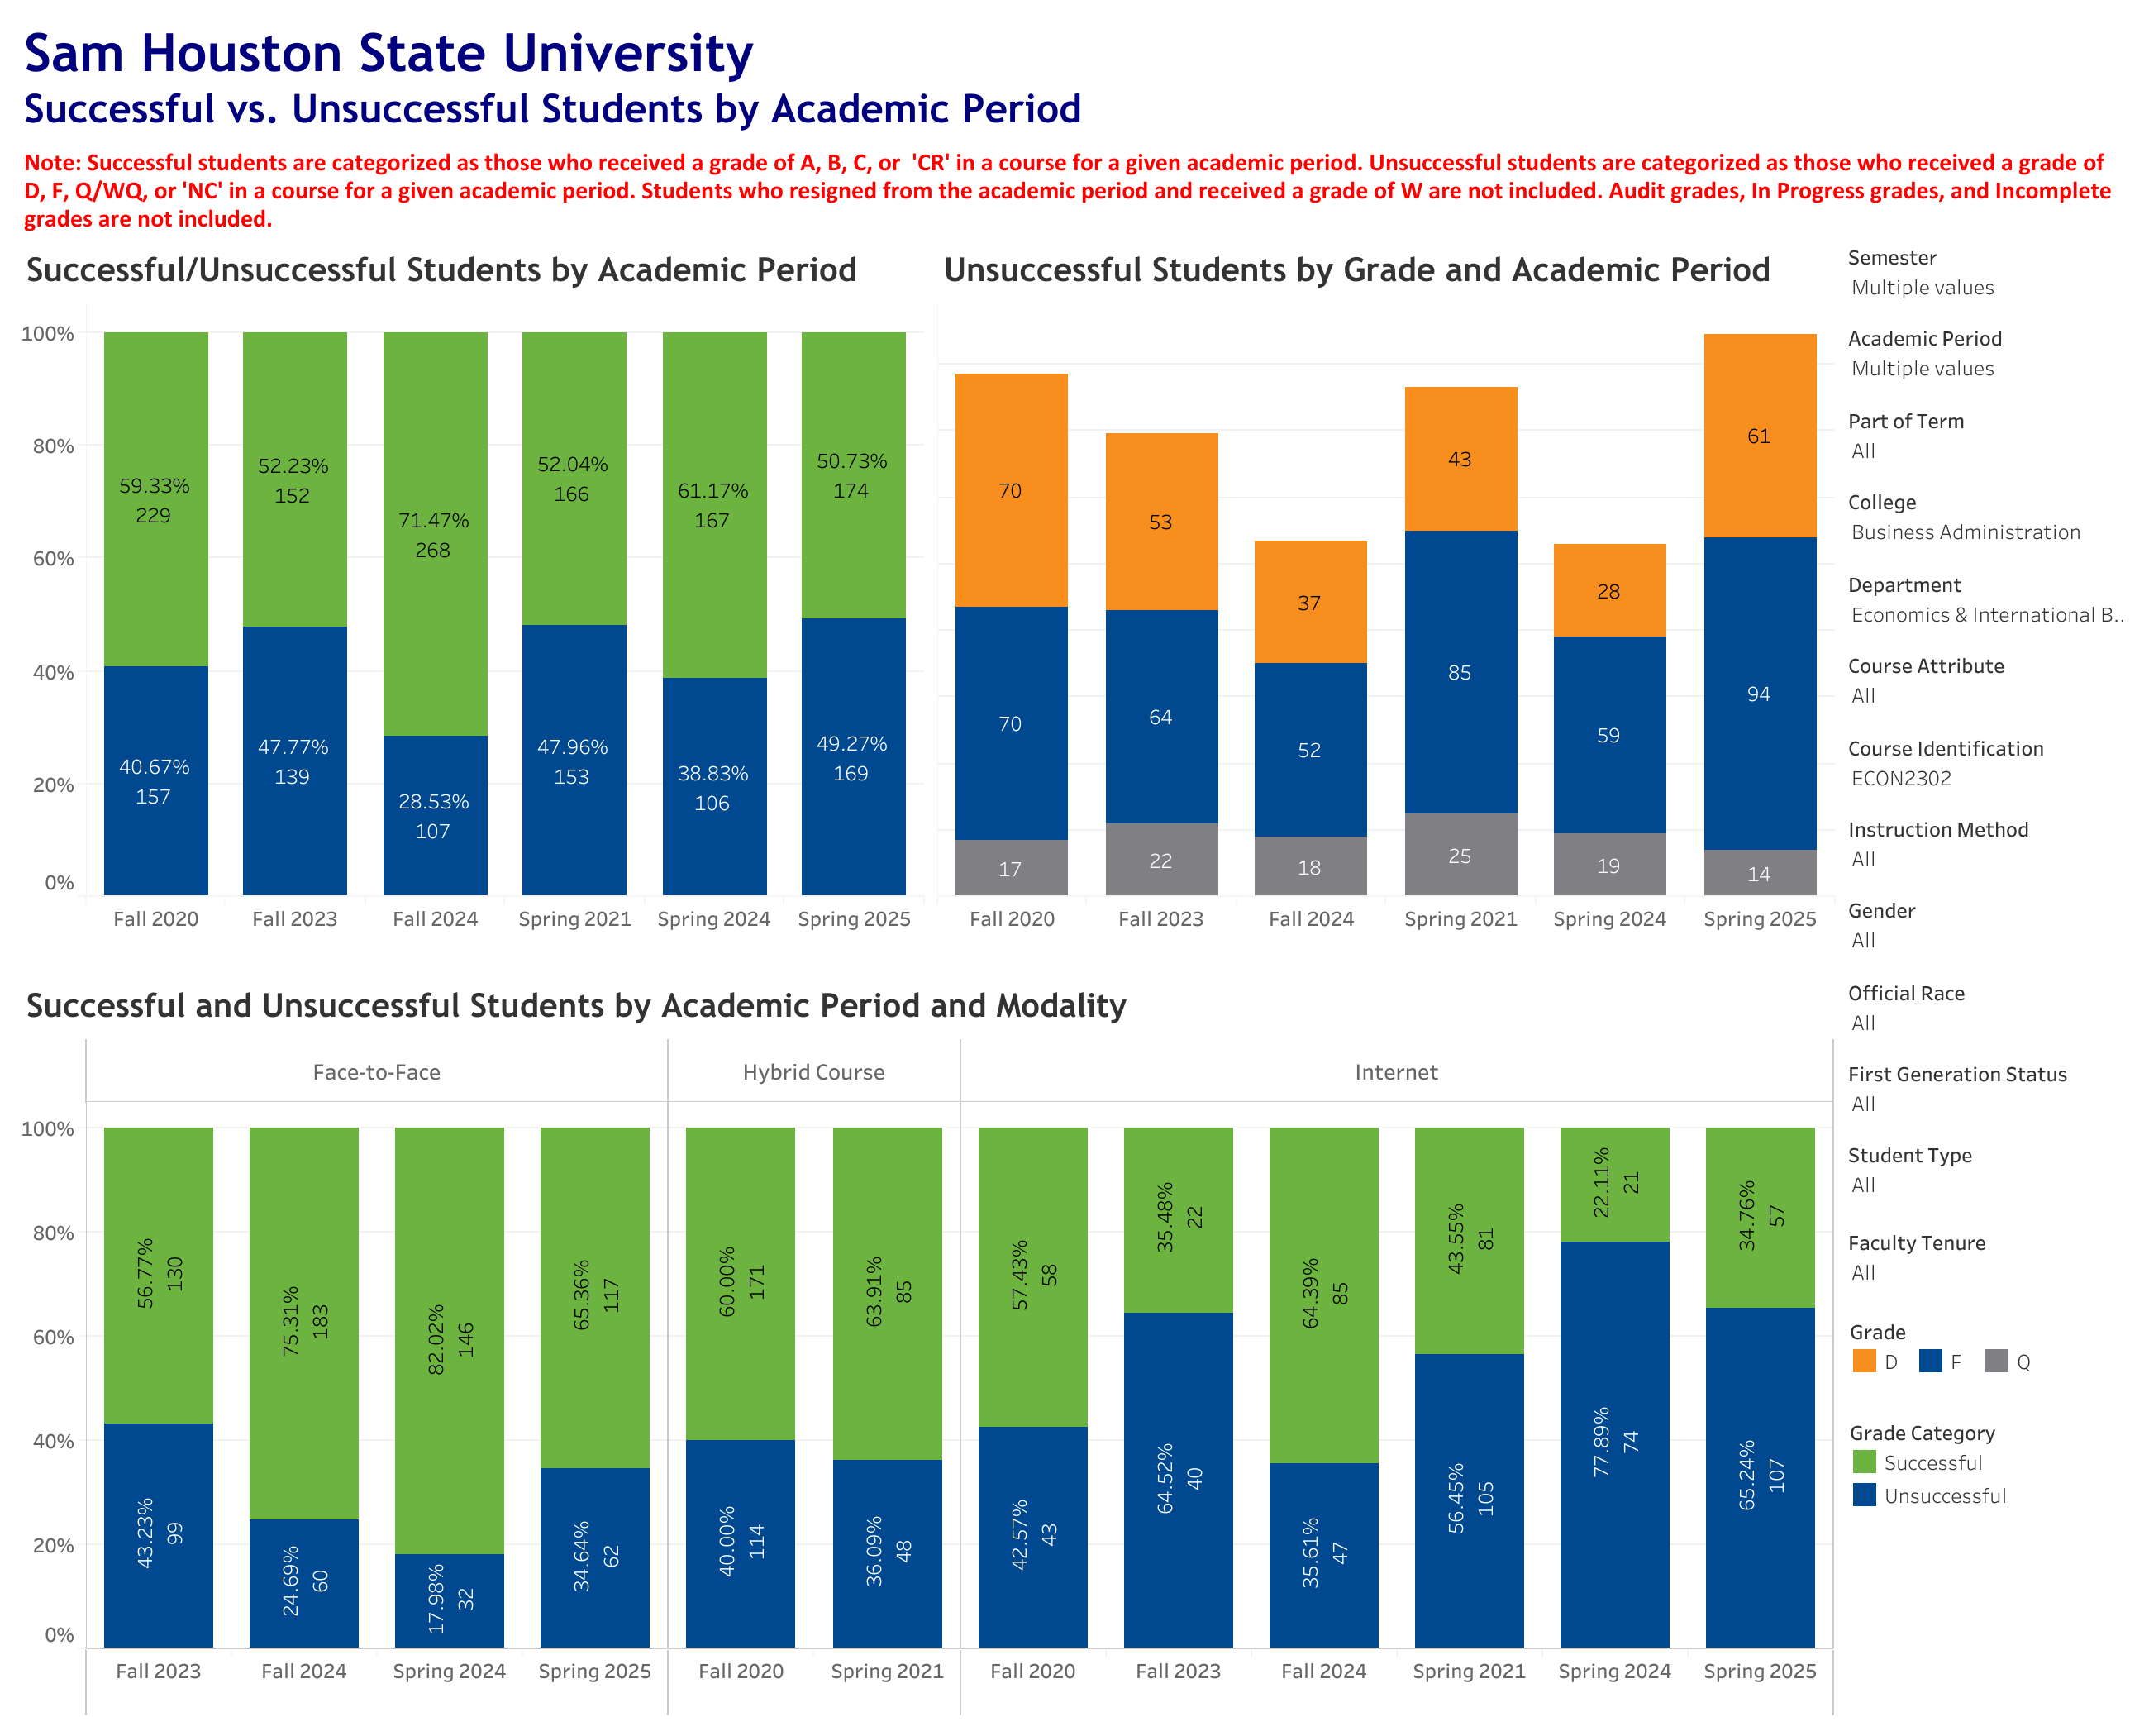 Sam Houston State University
Successful vs. Unsuccessful Students by Academic Period
Note: Successful students are categorized as those who received a grade of A, B, C, or  'CR' in a course for a given academic period. Unsuccessful students are categorized as those who received a grade of
D, F, Q/WQ, or 'NC' in a course for a given academic period. Students who resigned from the academic period and received a grade of W are not included. Audit grades, In Progress grades, and Incomplete
grades are not included.
Successful/Unsuccessful Students by Academic Period
100%
80%
60%
40%
20%
0%
59.33%
229
40.67%
157
52.23%
152
47.77%
139
71.47%
268
28.53%
107
52.04%
166
47.96%
153
61.17%
167
38.83%
106
50.73%
174
49.27%
169
Fall 2020 Fall 2023 Fall 2024 Spring 2021 Spring 2024 Spring 2025
Unsuccessful Students by Grade and Academic Period
70
70
17
53
64
22
37
52
18
43
85
25
28
59
19
61
94
14
Fall 2020 Fall 2023 Fall 2024 Spring 2021 Spring 2024 Spring 2025
Successful and Unsuccessful Students by Academic Period and Modality
Face-to-Face Hybrid Course Internet
100%
80%
60%
40%
20%
0%
56.77%
130
43.23%
99
75.31%
183
24.69%
60
82.02%
146
17.98%
32
65.36%
117
34.64%
62
60.00%
171
40.00%
114
63.91%
85
36.09%
48
57.43%
58
42.57%
43
35.48%
22
64.52%
40
64.39%
85
35.61%
47
43.55%
81
56.45%
105
22.11%
21
77.89%
74
34.76%
57
65.24%
107
Fall 2023 Fall 2024 Spring 2024 Spring 2025 Fall 2020 Spring 2021 Fall 2020 Fall 2023 Fall 2024 Spring 2021 Spring 2024 Spring 2025
Semester
Multiple values
Academic Period
Multiple values
Part of Term
All
College
Business Administration
Department
Economics & International B..
Course Attribute
All
Course Identification
ECON2302
Instruction Method
All
Gender
All
Official Race
All
First Generation Status
All
Student Type
All
Faculty Tenure
All
Grade
D F Q
Grade Category
Successful
Unsuccessful